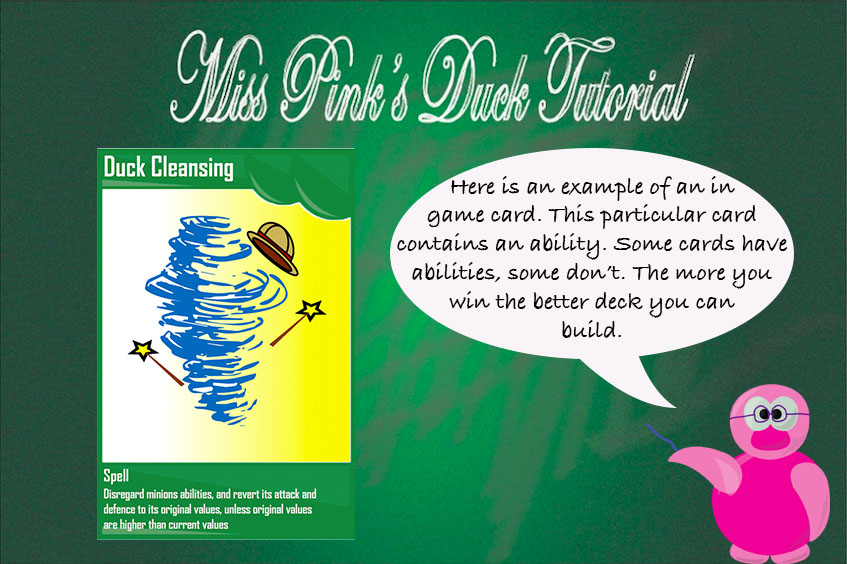 Miss Pink's Duck Tutorial
Duck Cleansing
Here is an example of an in
game card. This particular card
contains an ability. Some cards have
abilities, some don't. The more you
win the better deck you can
build.
Spell
Disregard minions abilities, and revert its attack and
defence to its original values, unless original values
are higher than current values